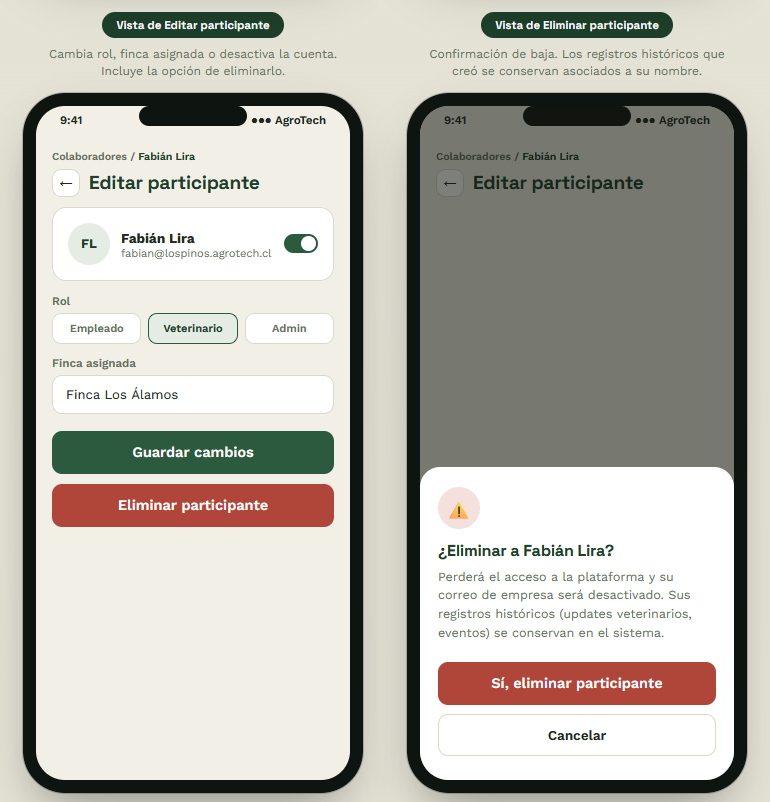 Vista de Editar participante
Cambia rol, finca asignada o desactiva la cuenta.
Incluye la opción de eliminarlo.
9:41
••• AgroTech
Colaboradores / Fabián Lira
← Editar participante
FL
Fabián Lira
fabian@lospinos.agrotech.cl
Rol
Empleado
Veterinario
Admin
Finca asignada
Finca Los Álamos
Guardar cambios
Eliminar participante
Vista de Eliminar participante
Confirmación de baja. Los registros históricos que
creó se conservan asociados a su nombre.
9:41
••• AgroTech
Colaboradores / Fabián Lira
← Editar participante
¿Eliminar a Fabián Lira?
Perderá el acceso a la plataforma y su
correo de empresa será desactivado. Sus
registros históricos (updates veterinarios,
eventos) se conservan en el sistema.
Sí, eliminar participante
Cancelar